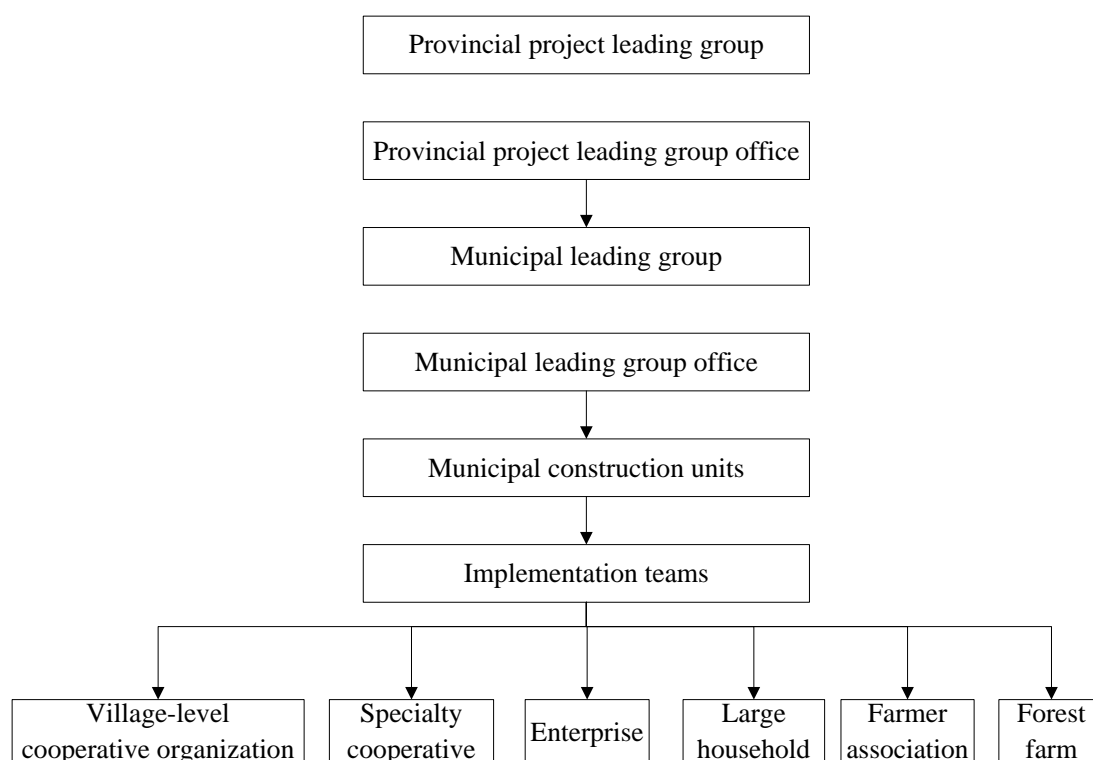 Provincial project leading group
Provincial project leading group office
Municipal leading group
Municipal leading group office
Municipal construction units
Implementation teams
Village-level
cooperative organization
Specialty
cooperative
Enterprise
Large
household
Farmer
association
Forest
farm